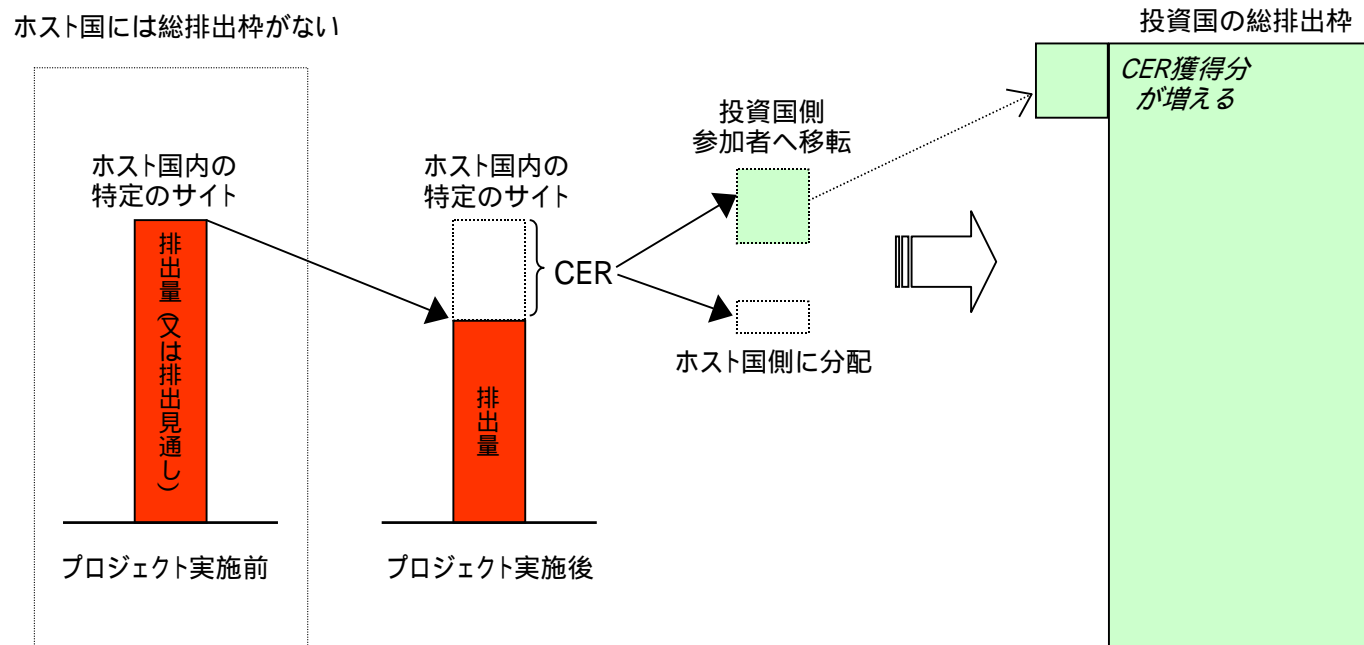 ホスト国には総排出枠がない
投資国の総排出枠
CER獲得分
が増える
投資国側
参加者へ移転
ホスト国内の
特定のサイト
ホスト国内の
特定のサイト
排出量(又は排出見通し)
CER
排出量
ホスト国側に分配
プロジェクト実施前
プロジェクト実施後